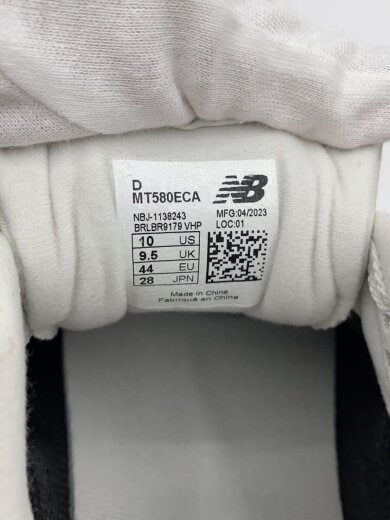 D
MT580ECA
NB
NBJ-1138243
MFG:04/2023
BRLBR9179 VHP
LOC:01
10 US
9.5 UK
44 EU
28 JPN
Made in China
Fabriqué en Chine